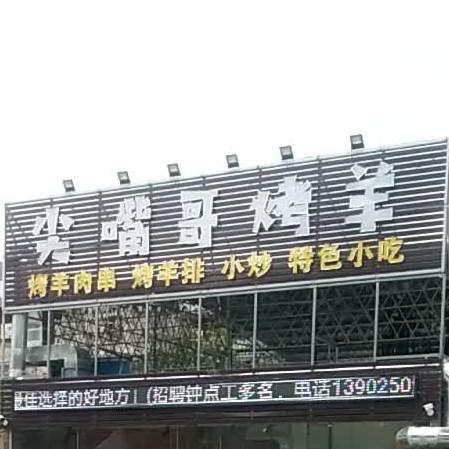 尖嘴哥烤羊
烤羊肉串 烤羊排 小炒 特色小吃
最佳选择的好地方!(招聘钟点工多名，电话1390250